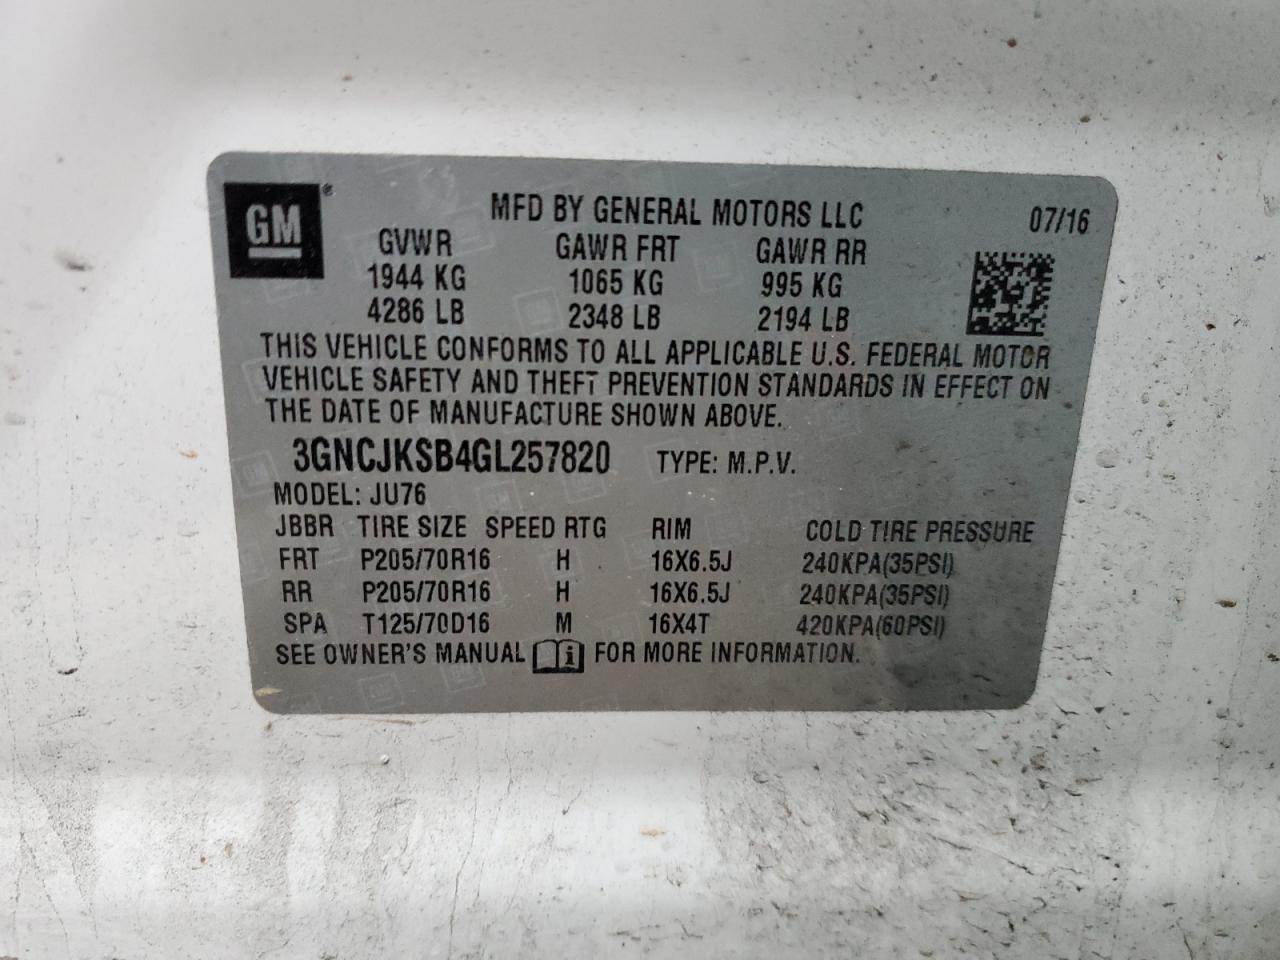 GM®
MFD BY GENERAL MOTORS LLC 07/16
GVWR GAWR FRT GAWR RR
1944 KG 1065 KG 995 KG
4286 LB 2348 LB 2194 LB
THIS VEHICLE CONFORMS TO ALL APPLICABLE U.S. FEDERAL MOTOR
VEHICLE SAFETY AND THEFT PREVENTION STANDARDS IN EFFECT ON
THE DATE OF MANUFACTURE SHOWN ABOVE.
3GNCJKSB4GL257820 TYPE: M.P.V.
MODEL: JU76
JBBR TIRE SIZE SPEED RTG RIM COLD TIRE PRESSURE
FRT P205/70R16 H 16X6.5J 240KPA(35PSI)
RR P205/70R16 H 16X6.5J 240KPA(35PSI)
SPA T125/70D16 M 16X4T 420KPA(60PSI)
SEE OWNER'S MANUAL i FOR MORE INFORMATION.